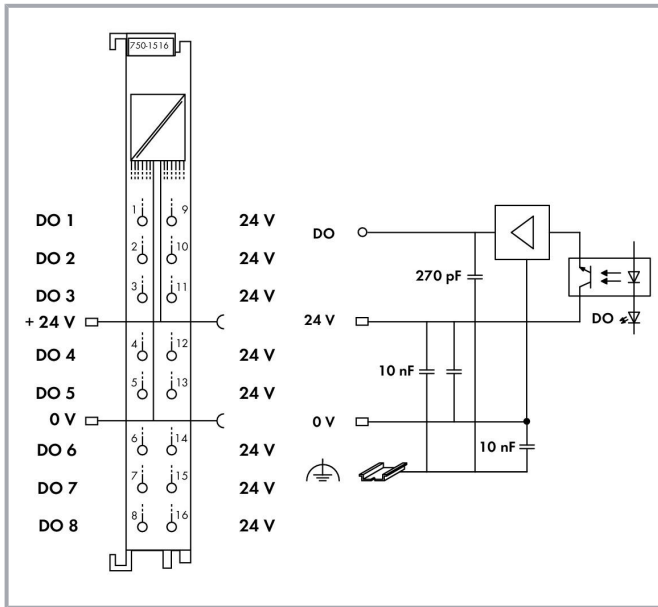 750-1516
DO 1 1 9 24 V
DO 2 2 10 24 V
DO 3 3 11 24 V
+ 24 V
DO 4 4 12 24 V
DO 5 5 13 24 V
0 V
DO 6 6 14 24 V
DO 7 7 15 24 V
DO 8 8 16 24 V
DO
270 pF
24 V
DO
10 nF
0 V
10 nF